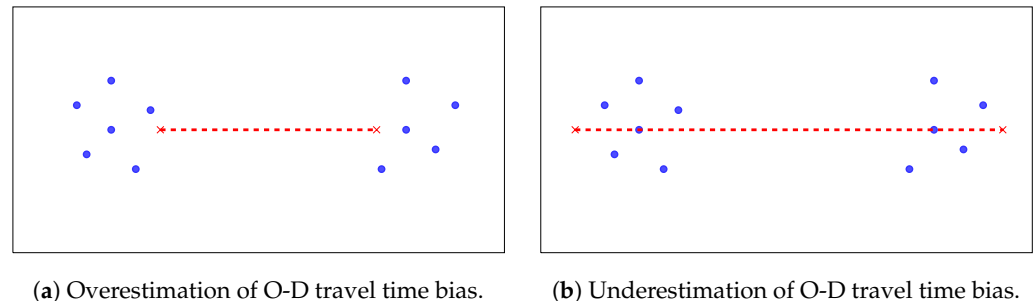 (a) Overestimation of O-D travel time bias.
(b) Underestimation of O-D travel time bias.